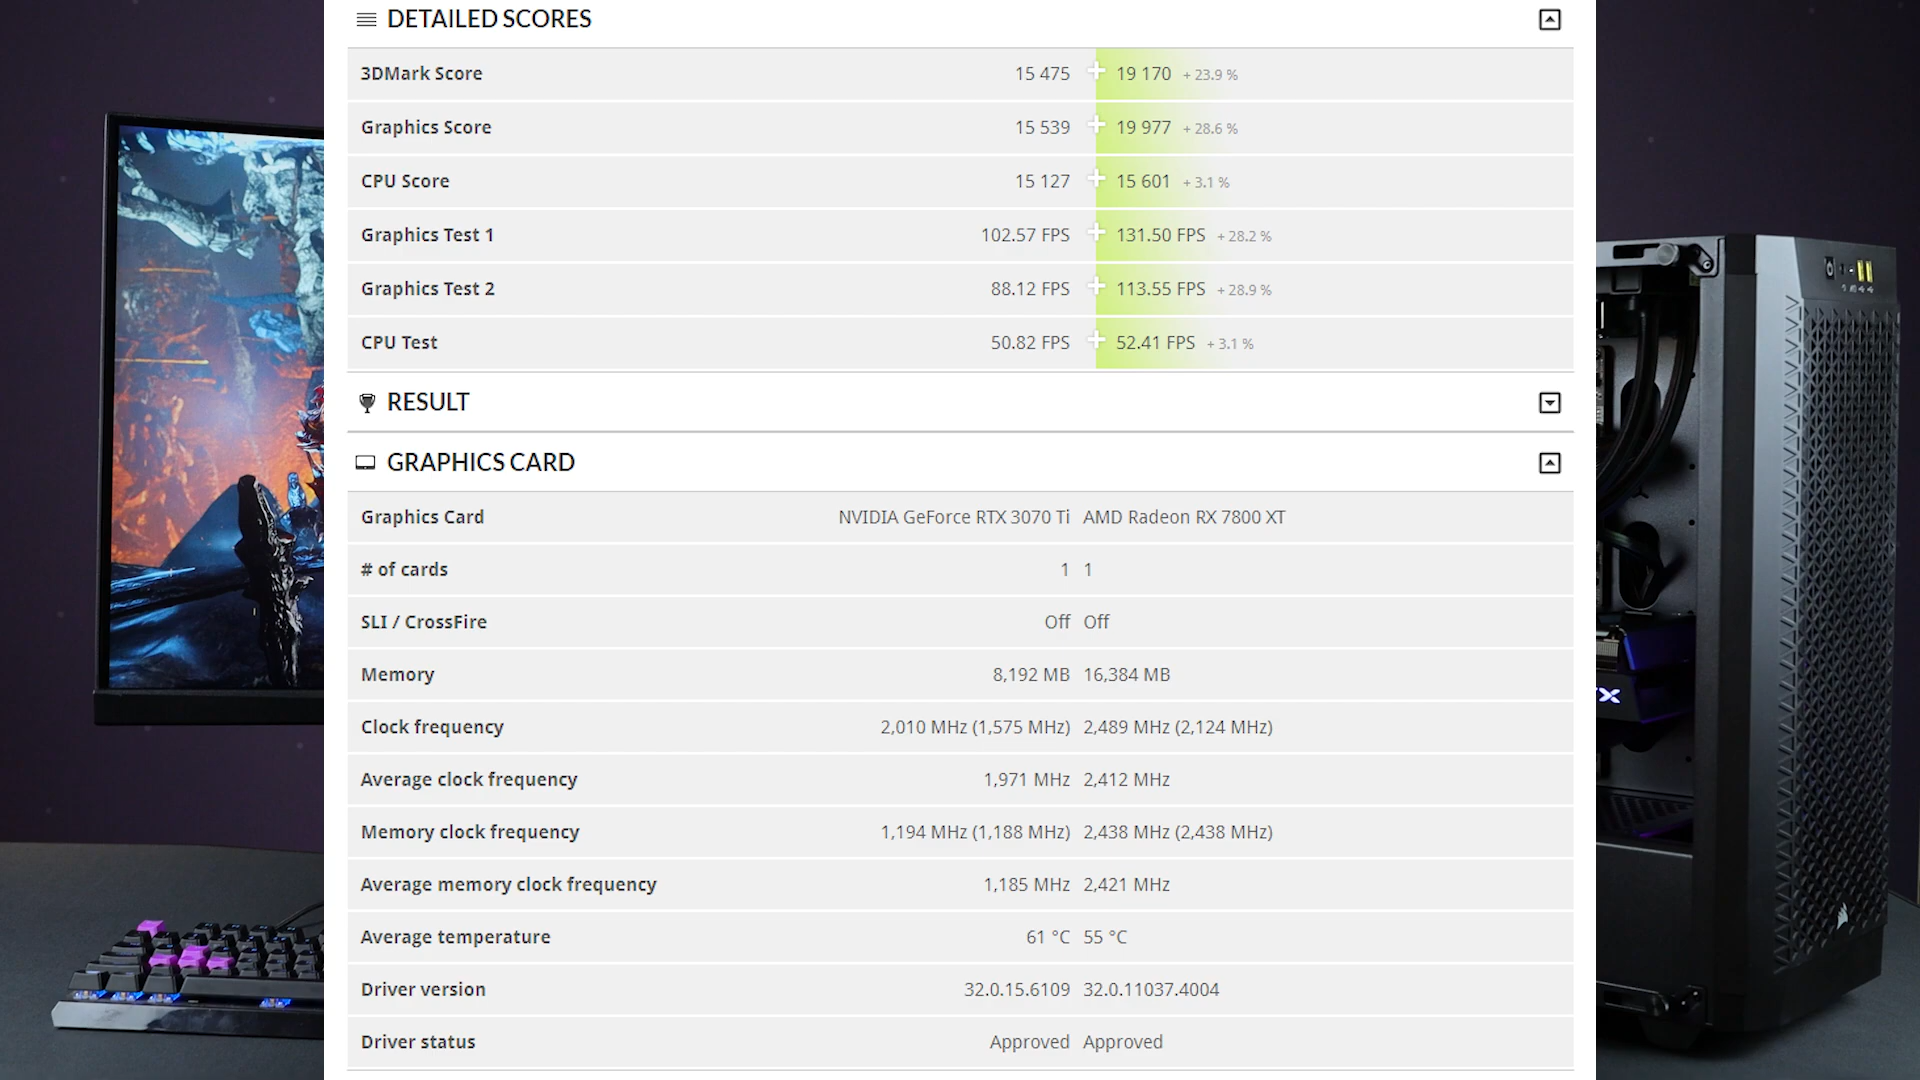 DETAILED SCORES
3DMark Score 15 475 19 170 + 23.9 %
Graphics Score 15 539 19 977 + 28.6 %
CPU Score 15 127 15 601 + 3.1 %
Graphics Test 1 102.57 FPS 131.50 FPS + 28.2 %
Graphics Test 2 88.12 FPS 113.55 FPS + 28.9 %
CPU Test 50.82 FPS 52.41 FPS + 3.1 %
RESULT
GRAPHICS CARD
Graphics Card NVIDIA GeForce RTX 3070 Ti AMD Radeon RX 7800 XT
# of cards 1 1
SLI / CrossFire Off Off
Memory 8,192 MB 16,384 MB
Clock frequency 2,010 MHz (1,575 MHz) 2,489 MHz (2,124 MHz)
Average clock frequency 1,971 MHz 2,412 MHz
Memory clock frequency 1,194 MHz (1,188 MHz) 2,438 MHz (2,438 MHz)
Average memory clock frequency 1,185 MHz 2,421 MHz
Average temperature 61 °C 55 °C
Driver version 32.0.15.6109 32.0.11037.4004
Driver status Approved Approved